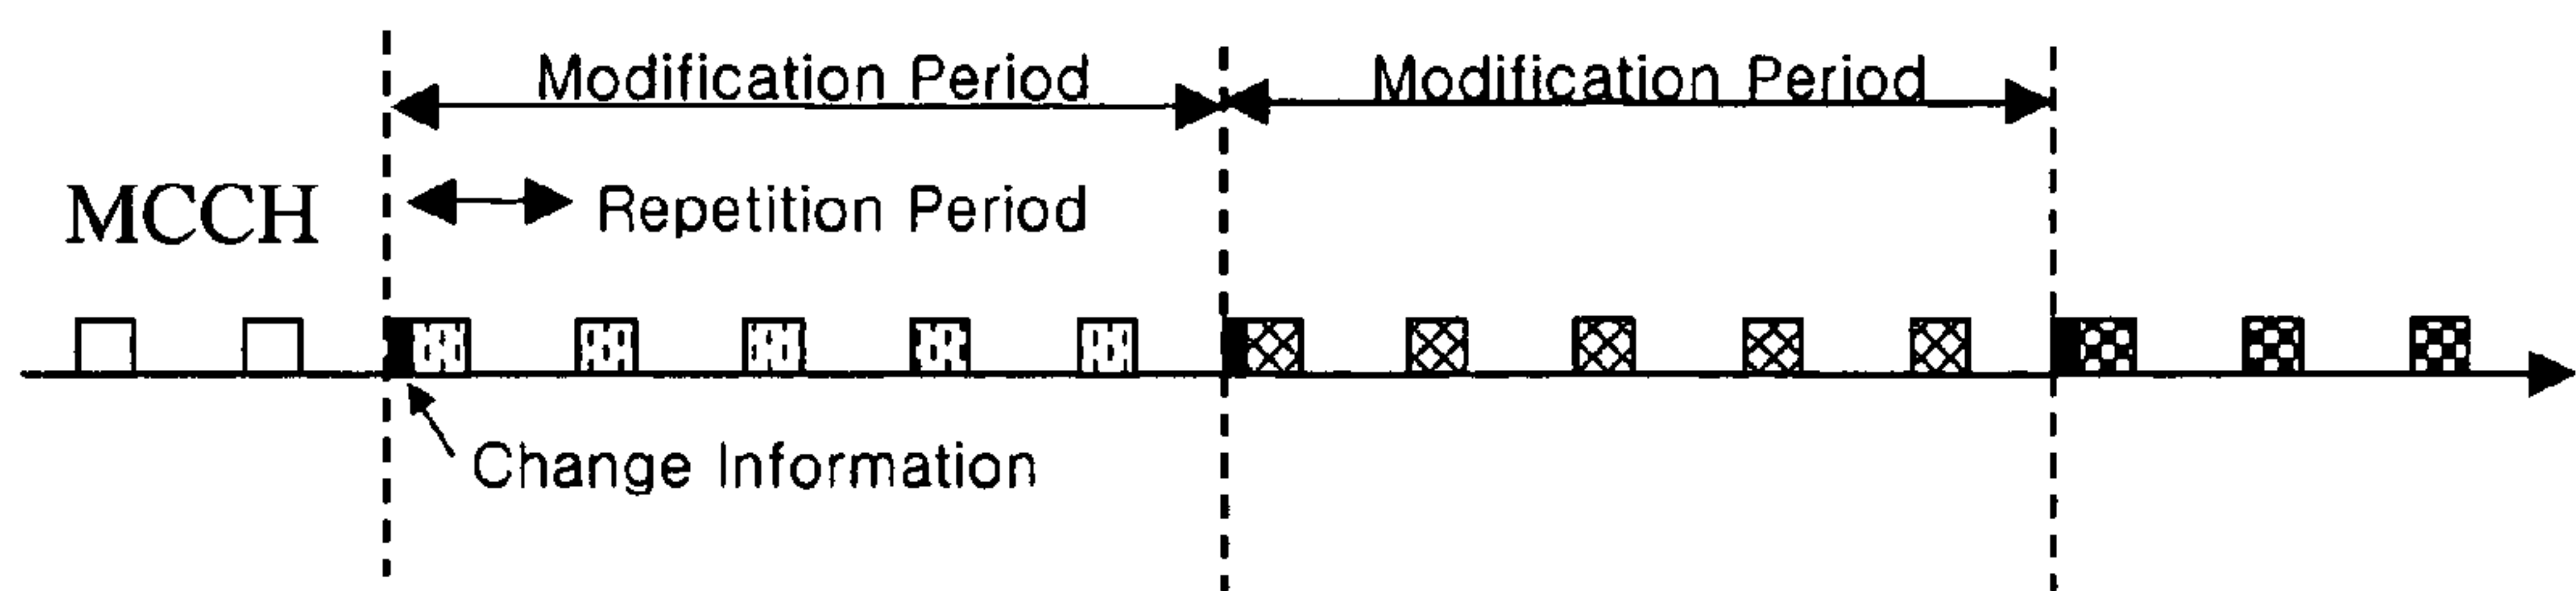 Modification Period
Modification Period
MCCH
Repetition Period
Change Information